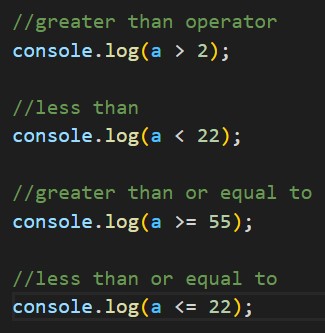 //greater than operator
console.log(a > 2);
//less than
console.log(a < 22);
//greater than or equal to
console.log(a >= 55);
//less than or equal to
console.log(a <= 22);